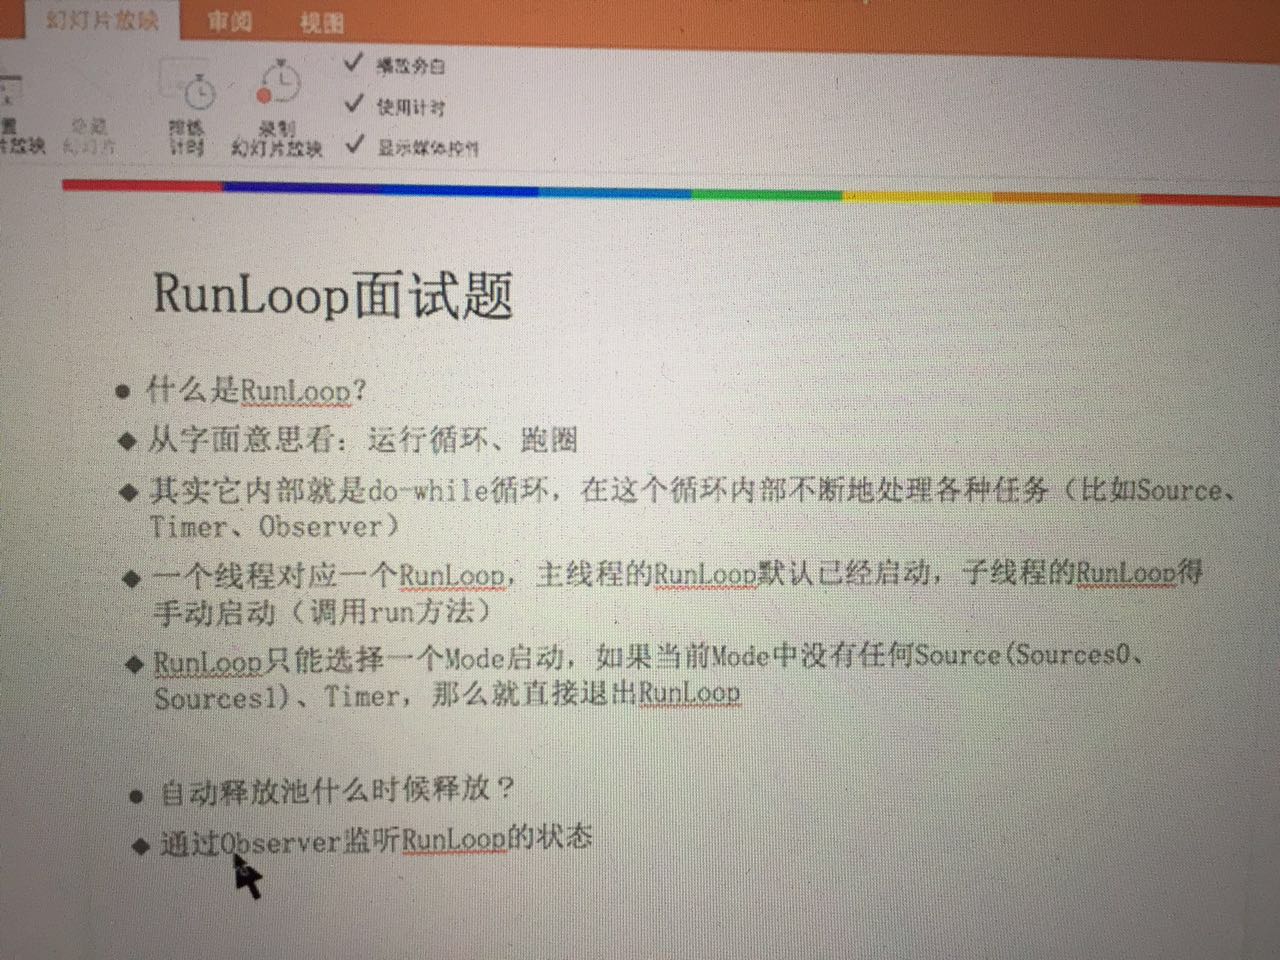 幻灯片放映 审阅 视图
播放旁白
使用计时
显示媒体控件
隐藏
幻灯片
排练
计时
录制
幻灯片放映
置
片放映
RunLoop面试题
● 什么是RunLoop?
◆ 从字面意思看：运行循环、跑圈
◆ 其实它内部就是do-while循环，在这个循环内部不断地处理各种任务（比如Source、
Timer、Observer）
◆ 一个线程对应一个RunLoop，主线程的RunLoop默认已经启动，子线程的RunLoop得
手动启动（调用run方法）
◆ RunLoop只能选择一个Mode启动，如果当前Mode中没有任何Source(Sources0、
Sources1)、Timer，那么就直接退出RunLoop
● 自动释放池什么时候释放？
◆ 通过Observer监听RunLoop的状态